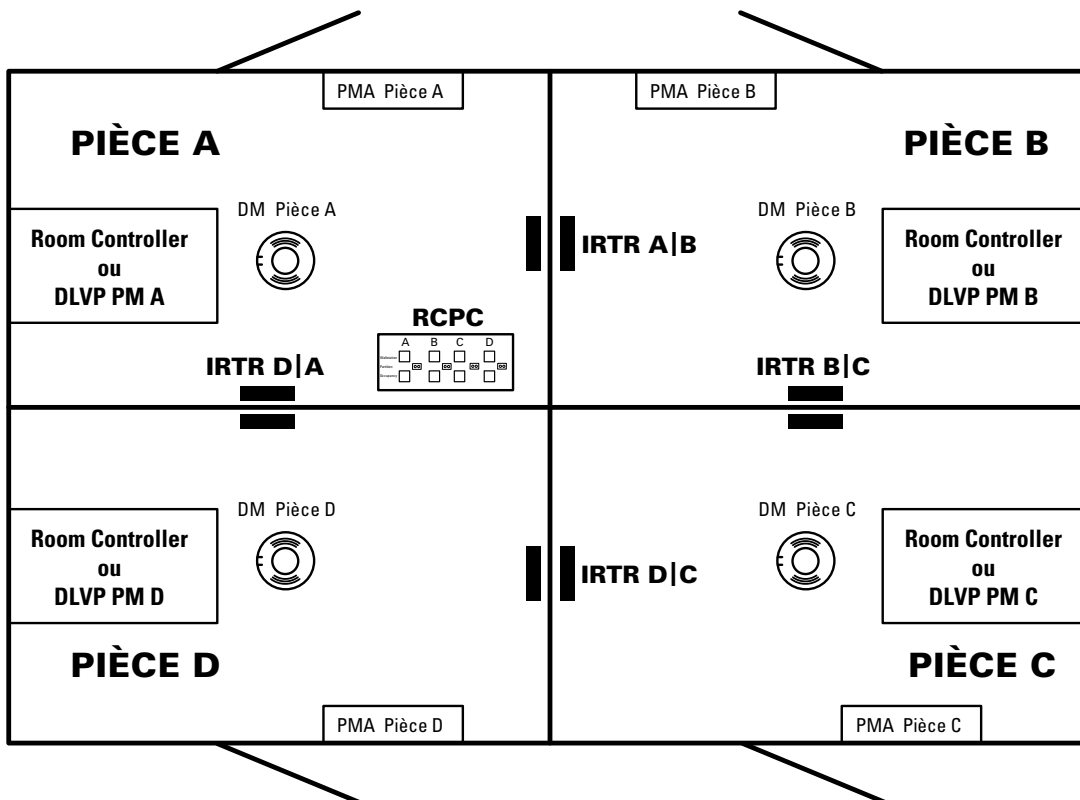 PMA Pièce A
PMA Pièce B
PIÈCE A
PIÈCE B
DM Pièce A
DM Pièce B
Room Controller
ou
DLVP PM A
IRTR A|B
Room Controller
ou
DLVP PM B
RCPC
A B C D
Partition
Occupancy
IRTR D|A
IRTR B|C
DM Pièce D
DM Pièce C
Room Controller
ou
DLVP PM D
IRTR D|C
Room Controller
ou
DLVP PM C
PIÈCE D
PIÈCE C
PMA Pièce D
PMA Pièce C